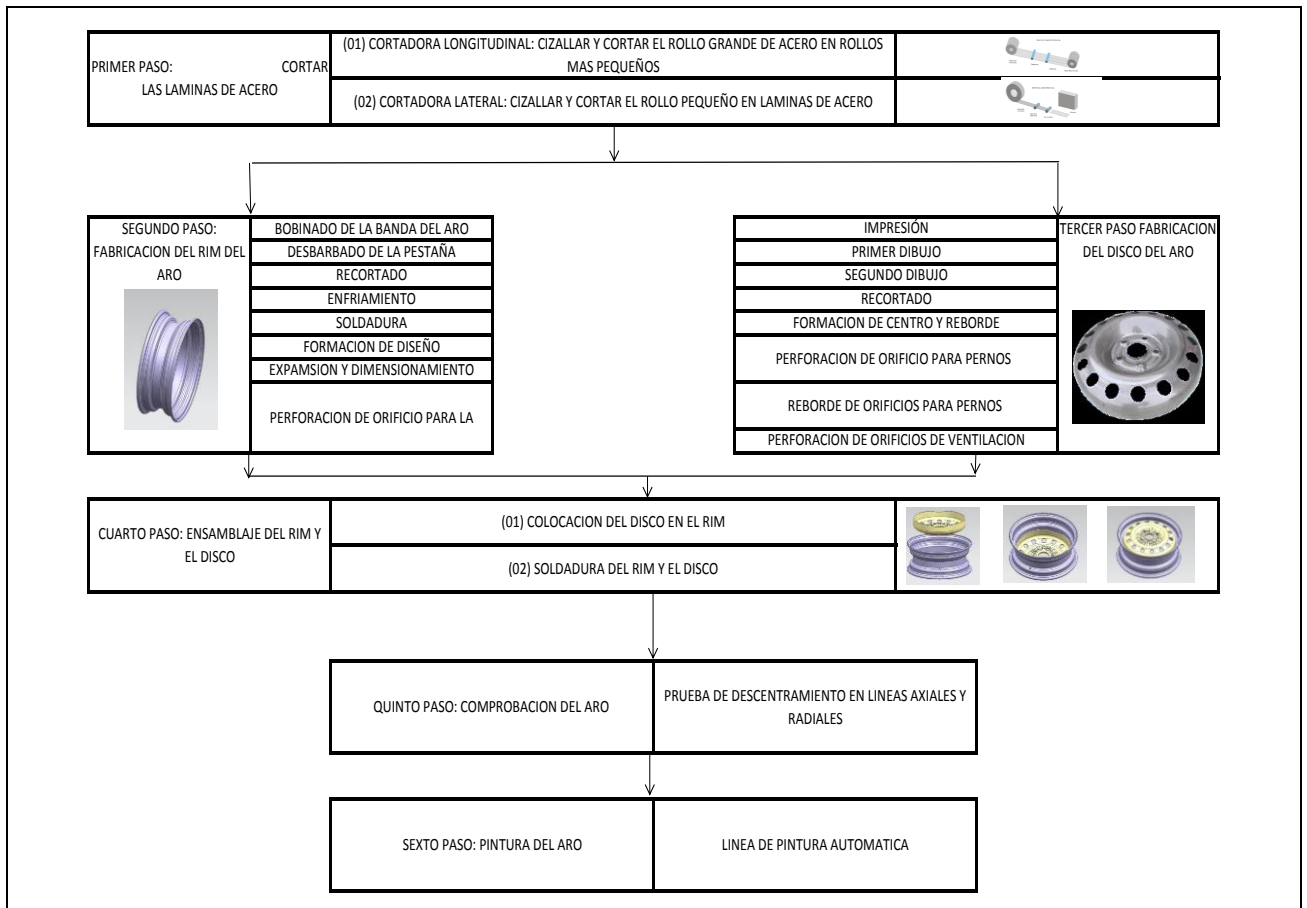 PRIMER PASO: CORTAR
LAS LAMINAS DE ACERO
(01) CORTADORA LONGITUDINAL: CIZALLAR Y CORTAR EL ROLLO GRANDE DE ACERO EN ROLLOS
MAS PEQUEÑOS
(02) CORTADORA LATERAL: CIZALLAR Y CORTAR EL ROLLO PEQUEÑO EN LAMINAS DE ACERO
SEGUNDO PASO:
FABRICACION DEL RIM DEL
ARO
BOBINADO DE LA BANDA DEL ARO
DESBARBADO DE LA PESTAÑA
RECORTADO
ENFRIAMIENTO
SOLDADURA
FORMACION DE DISEÑO
EXPAMSION Y DIMENSIONAMIENTO
PERFORACION DE ORIFICIO PARA LA
IMPRESIÓN
PRIMER DIBUJO
SEGUNDO DIBUJO
RECORTADO
FORMACION DE CENTRO Y REBORDE
PERFORACION DE ORIFICIO PARA PERNOS
REBORDE DE ORIFICIOS PARA PERNOS
PERFORACION DE ORIFICIOS DE VENTILACION
TERCER PASO FABRICACION
DEL DISCO DEL ARO
CUARTO PASO: ENSAMBLAJE DEL RIM Y
EL DISCO
(01) COLOCACION DEL DISCO EN EL RIM
(02) SOLDADURA DEL RIM Y EL DISCO
QUINTO PASO: COMPROBACION DEL ARO
PRUEBA DE DESCENTRAMIENTO EN LINEAS AXIALES Y
RADIALES
SEXTO PASO: PINTURA DEL ARO
LINEA DE PINTURA AUTOMATICA